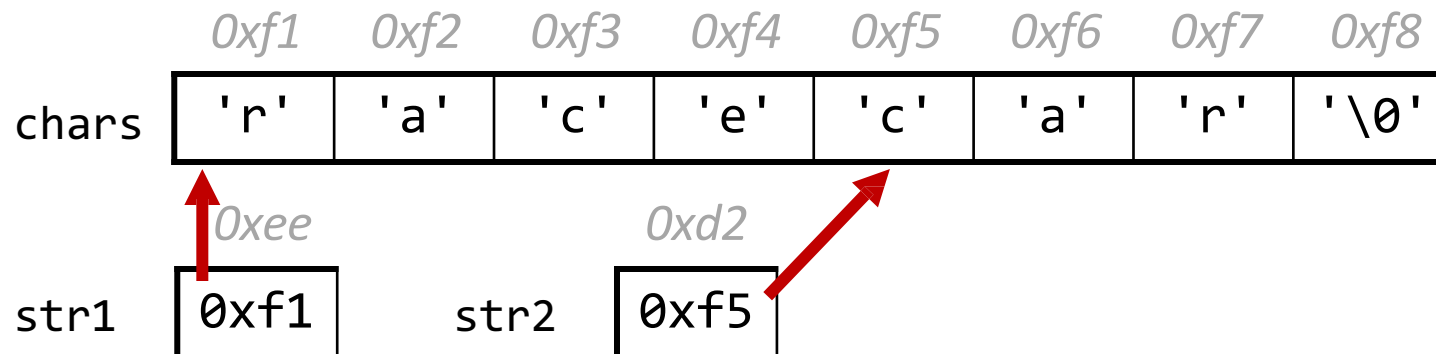 0xf1 0xf2 0xf3 0xf4 0xf5 0xf6 0xf7 0xf8
chars 'r' 'a' 'c' 'e' 'c' 'a' 'r' '\0'
0xee 0xd2
str1 0xf1 str2 0xf5